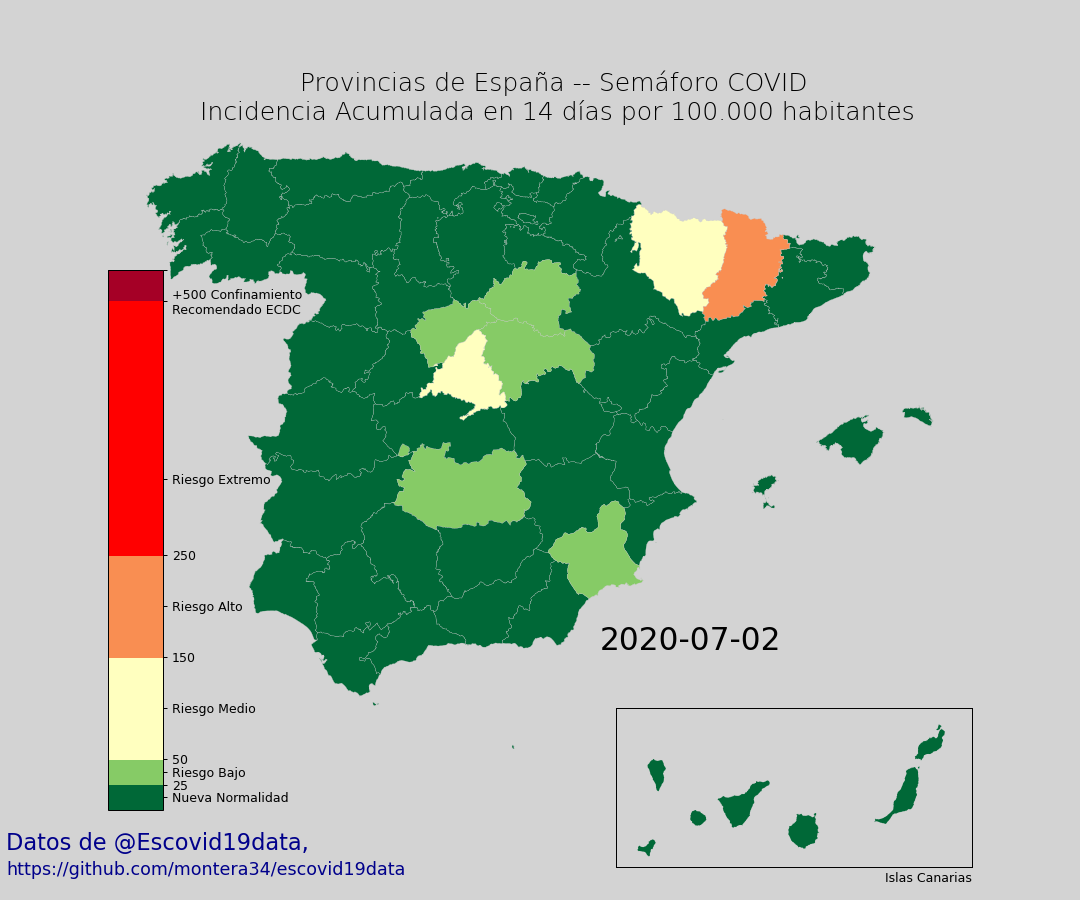 Provincias de España -- Semáforo COVID
Incidencia Acumulada en 14 días por 100.000 habitantes
+500 Confinamiento
Recomendado ECDC
Riesgo Extremo
250
Riesgo Alto
150
Riesgo Medio
50
Riesgo Bajo
25
Nueva Normalidad
2020-07-02
Datos de @Escovid19data,
https://github.com/montera34/escovid19data
Islas Canarias